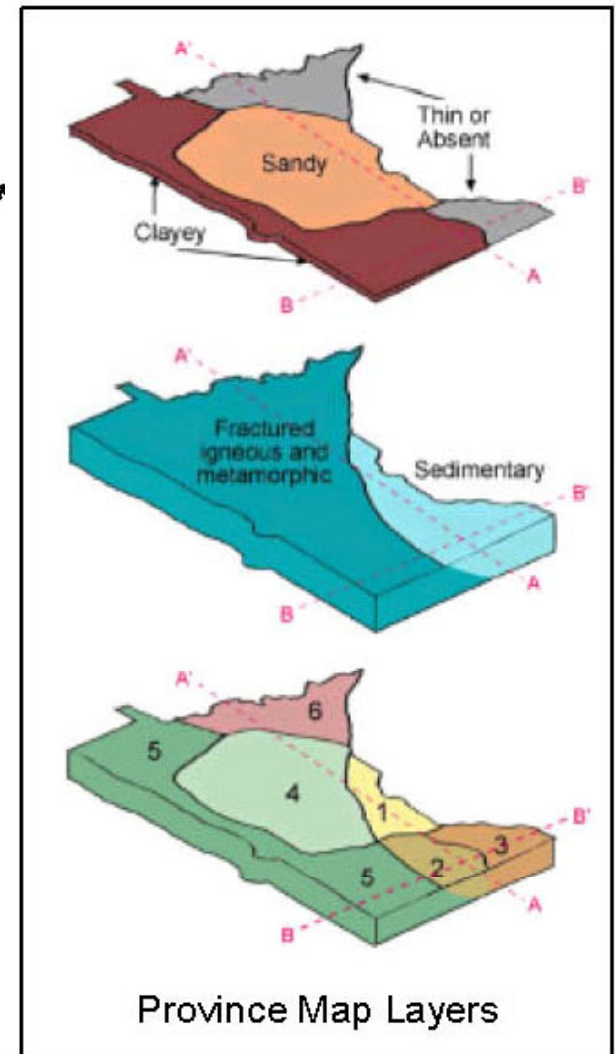 A'
Thin or
Absent
Sandy
B'
Clayey
A
B
A'
Fractured
igneous and
metamorphic
Sedimentary
B'
A
B
A'
6
5
4
1
B'
3
2
5
A
B
Province Map Layers